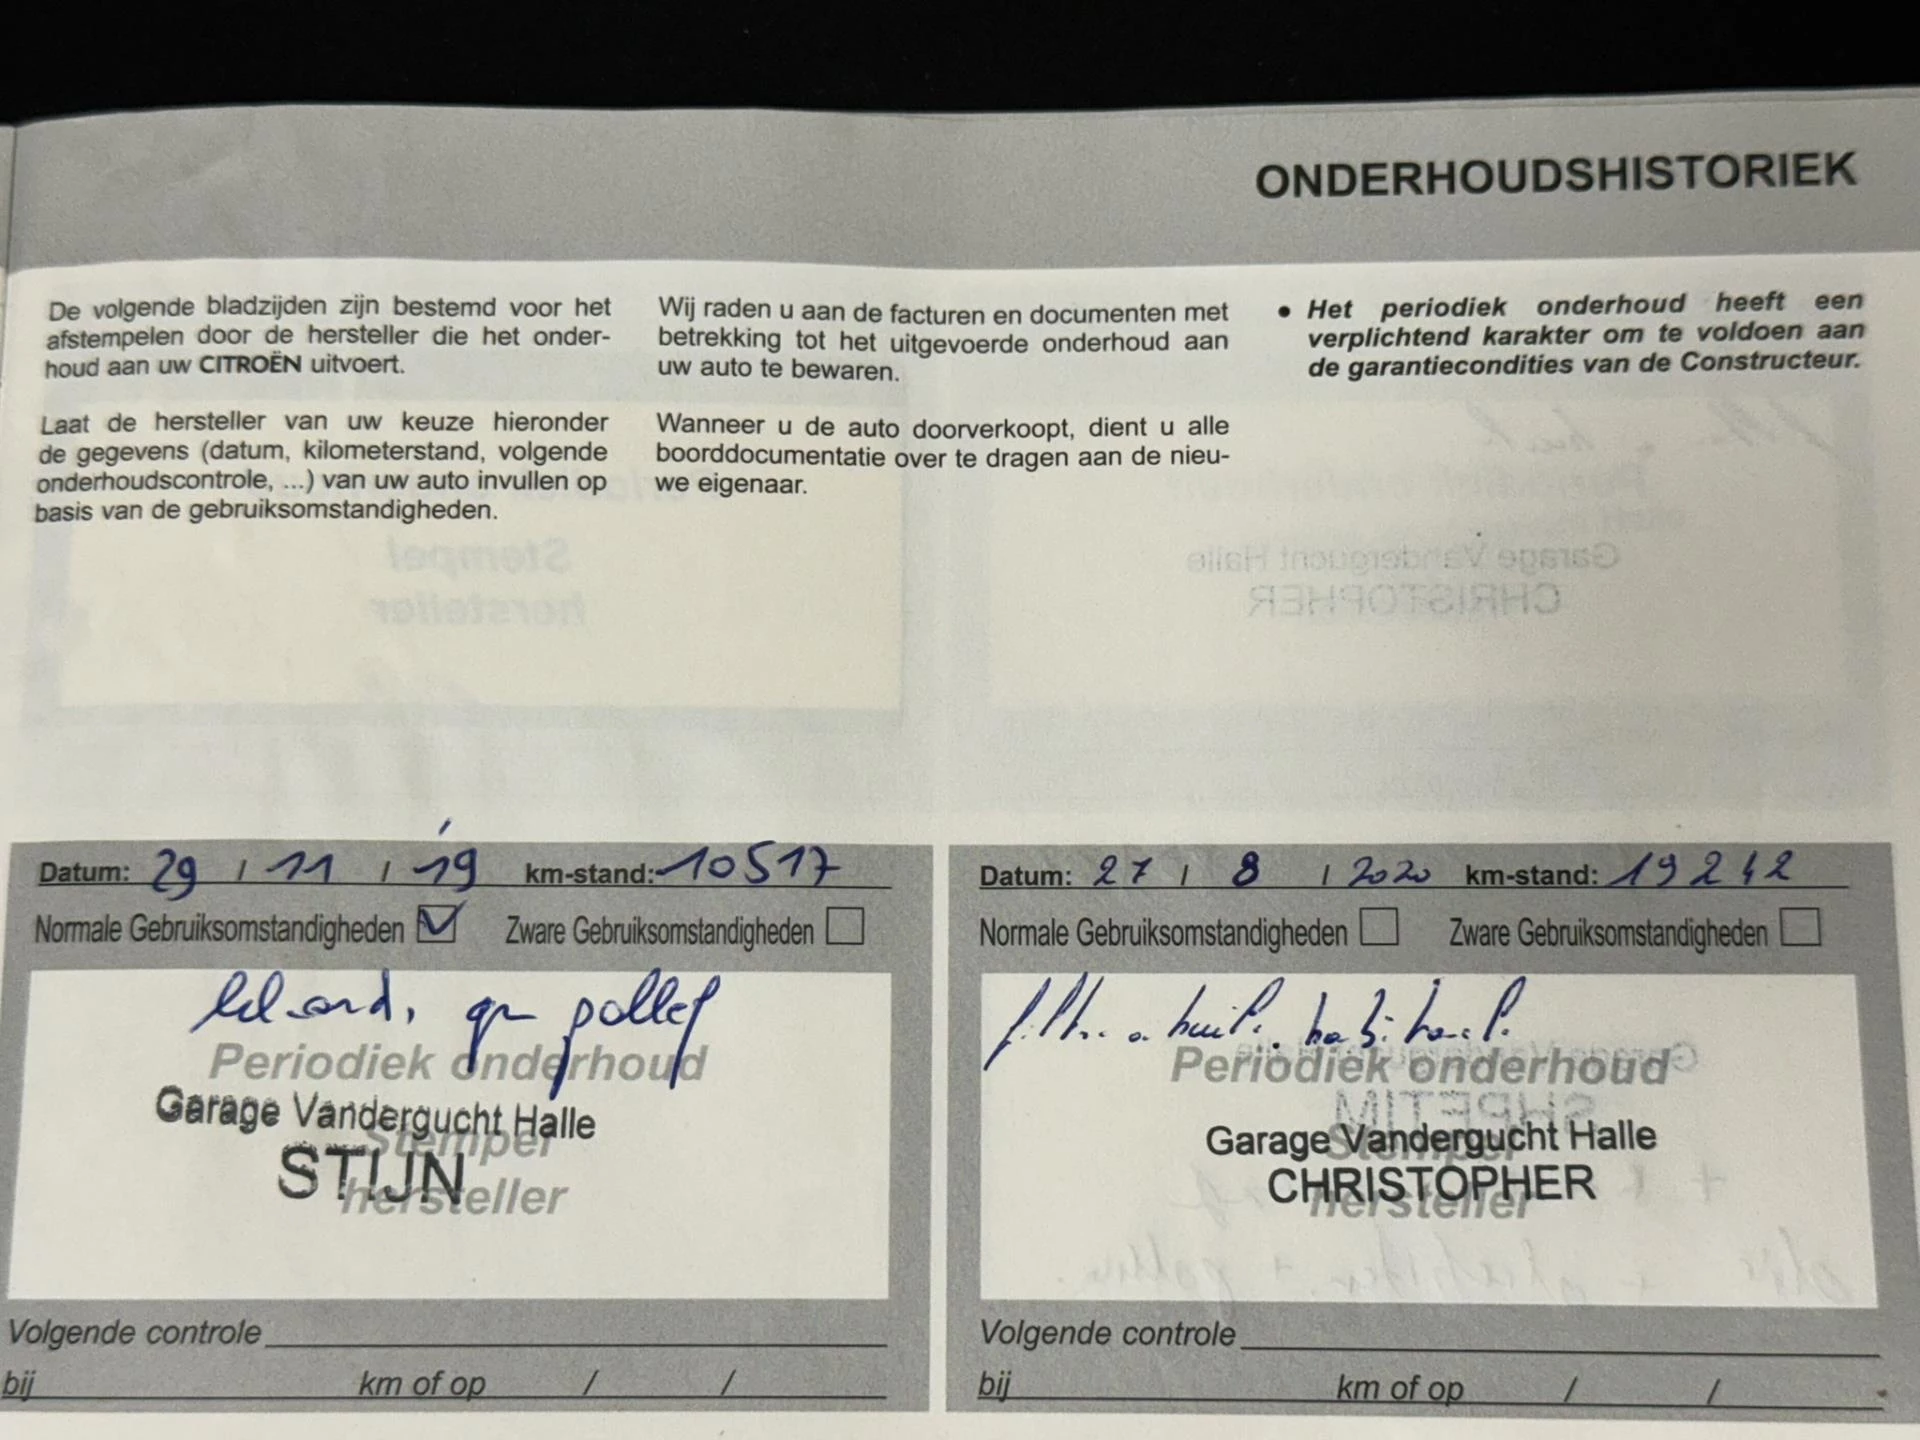 ONDERHOUDSHISTORIEK
De volgende bladzijden zijn bestemd voor het
afstempelen door de hersteller die het onder-
houd aan uw CITROËN uitvoert.
Laat de hersteller van uw keuze hieronder
de gegevens (datum, kilometerstand, volgende
onderhoudscontrole, ...) van uw auto invullen op
basis van de gebruiksomstandigheden.
Wij raden u aan de facturen en documenten met
betrekking tot het uitgevoerde onderhoud aan
uw auto te bewaren.
Wanneer u de auto doorverkoopt, dient u alle
boorddocumentatie over te dragen aan de nieu-
we eigenaar.
• Het periodiek onderhoud heeft een
verplichtend karakter om te voldoen aan
de garantiecondities van de Constructeur.
Datum: 29 / 11 / 19 km-stand: 10517
Normale Gebruiksomstandigheden Zware Gebruiksomstandigheden
Periodiek onderhoud
Garage Vandergucht Halle
Stempel
STIJN
hersteller
Volgende controle
bij km of op / /
Datum: 27 / 8 / 2020 km-stand: 19242
Normale Gebruiksomstandigheden Zware Gebruiksomstandigheden
Periodiek onderhoud
Garage Vandergucht Halle
Stempel
CHRISTOPHER
hersteller
Volgende controle
bij km of op / /